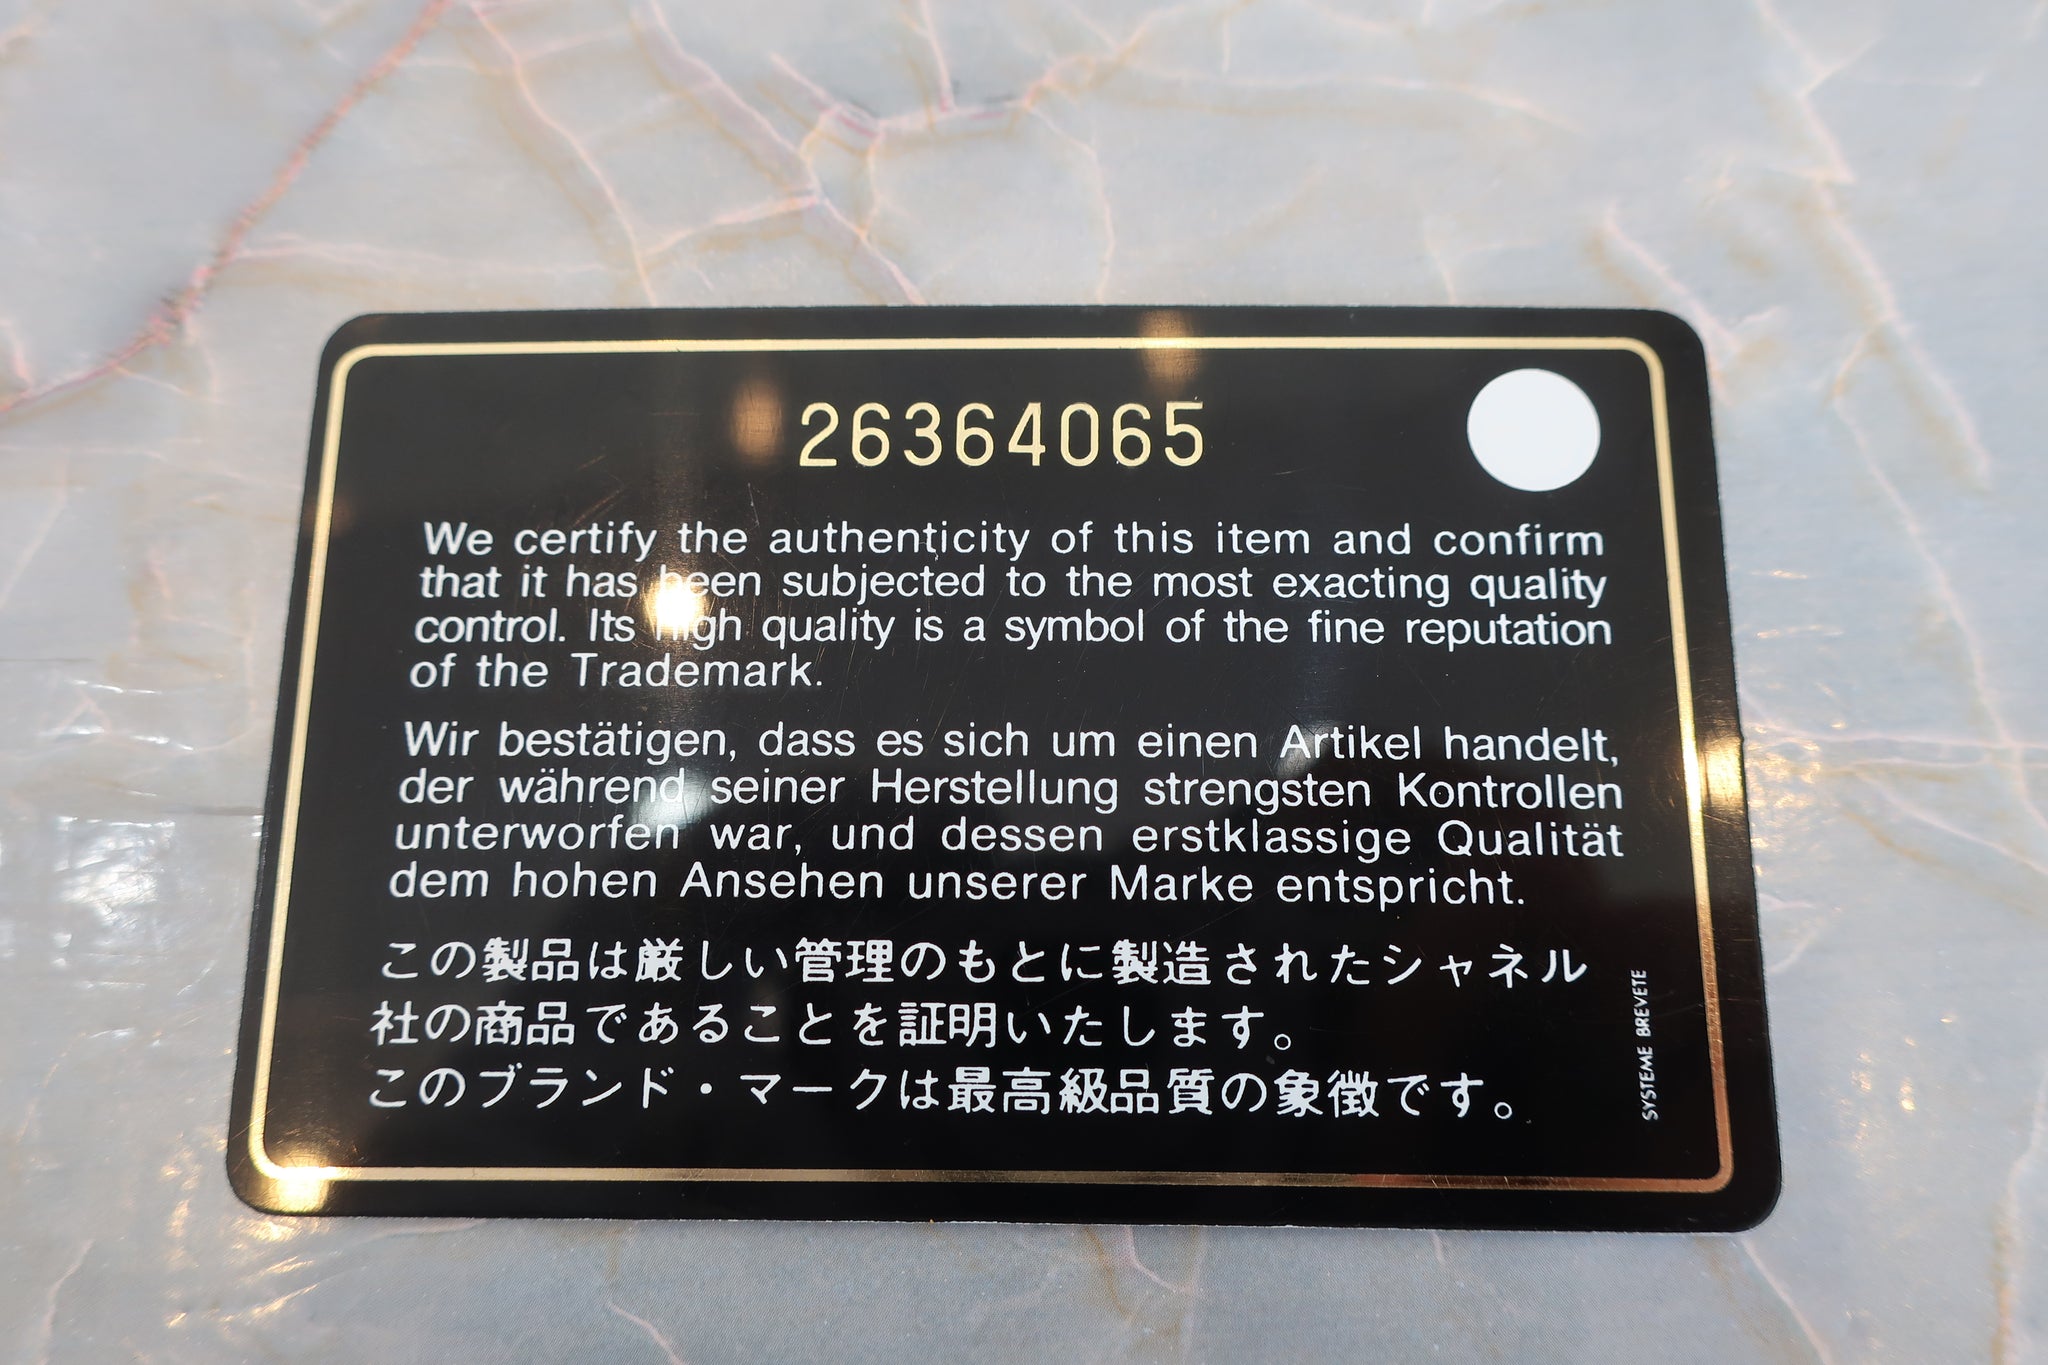 26364065
We certify the authenticity of this item and confirm
that it has been subjected to the most exacting quality
control. Its high quality is a symbol of the fine reputation
of the Trademark.
Wir bestätigen, dass es sich um einen Artikel handelt,
der während seiner Herstellung strengsten Kontrollen
unterworfen war, und dessen erstklassige Qualität
dem hohen Ansehen unserer Marke entspricht.
この製品は厳しい管理のもとに製造されたシャネル
社の商品であることを証明いたします。
このブランド・マークは最高級品質の象徴です。
SYSTEME BREVETE